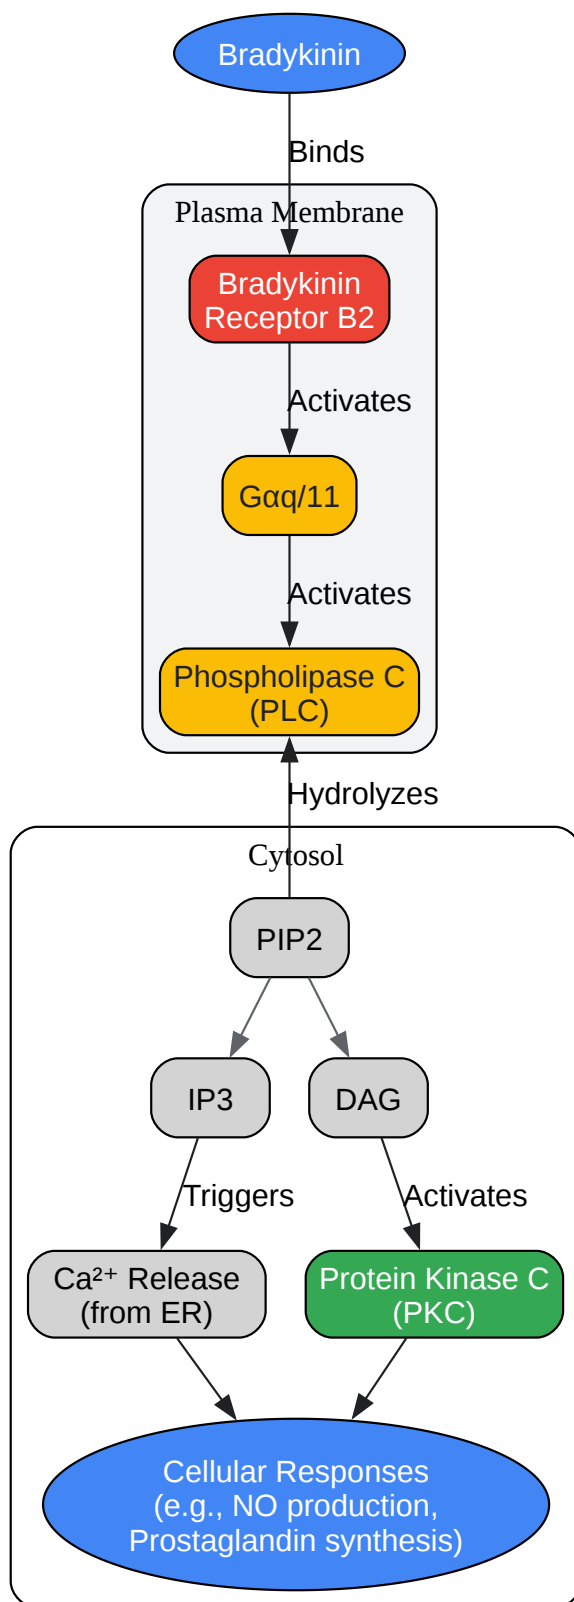 Bradykinin
Binds
Plasma Membrane
Bradykinin
Receptor B2
Activates
Gαq/11
Activates
Phospholipase C
(PLC)
Hydrolyzes
Cytosol
PIP2
IP3
DAG
Triggers
Activates
Ca²⁺ Release
(from ER)
Protein Kinase C
(PKC)
Cellular Responses
(e.g., NO production,
Prostaglandin synthesis)